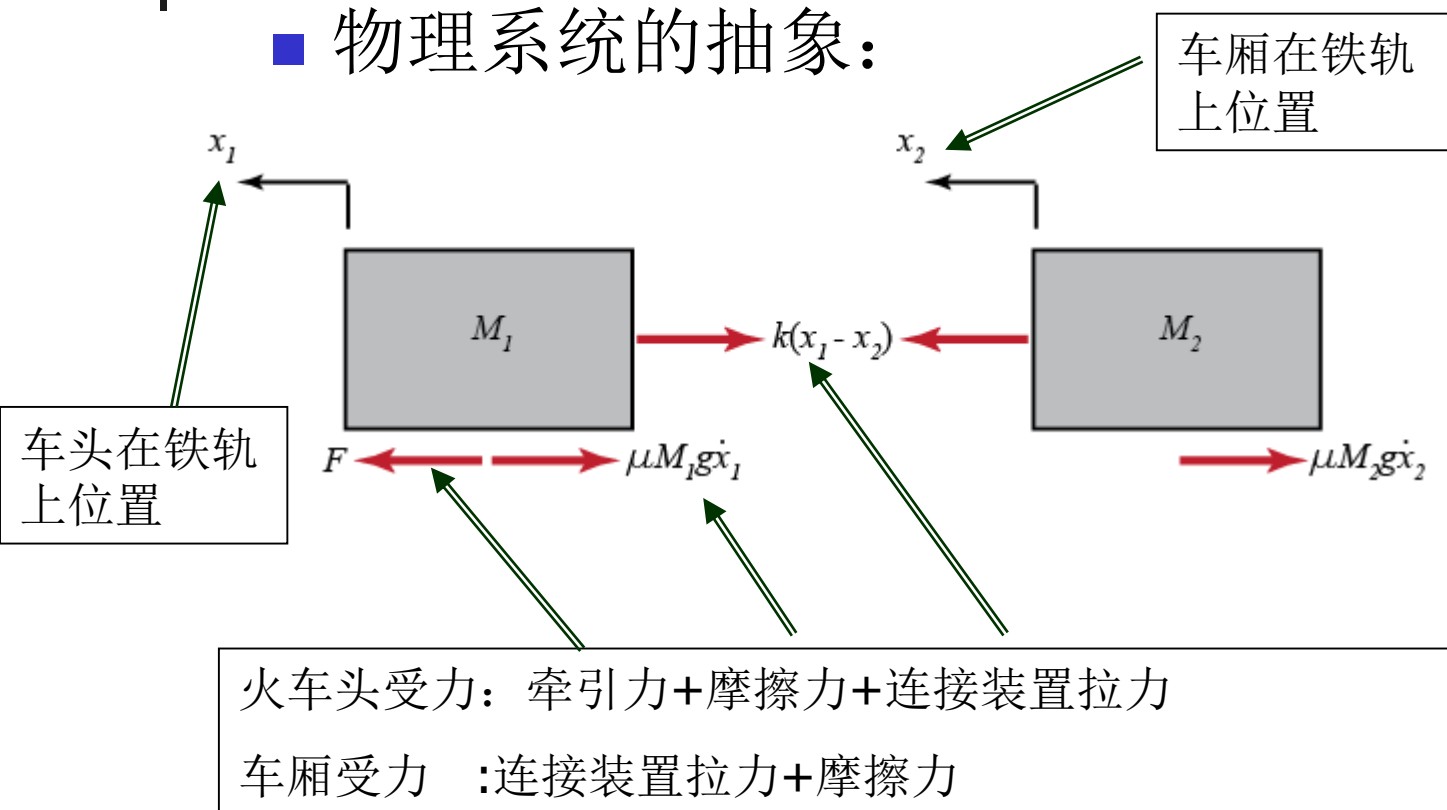 物理系统的抽象：
车厢在铁轨
上位置
x₁
x₂
M₁
k(x₁ - x₂)
M₂
车头在铁轨
上位置
F
μM₁gẋ₁
μM₂gẋ₂
火车头受力：牵引力+摩擦力+连接装置拉力
车厢受力 :连接装置拉力+摩擦力